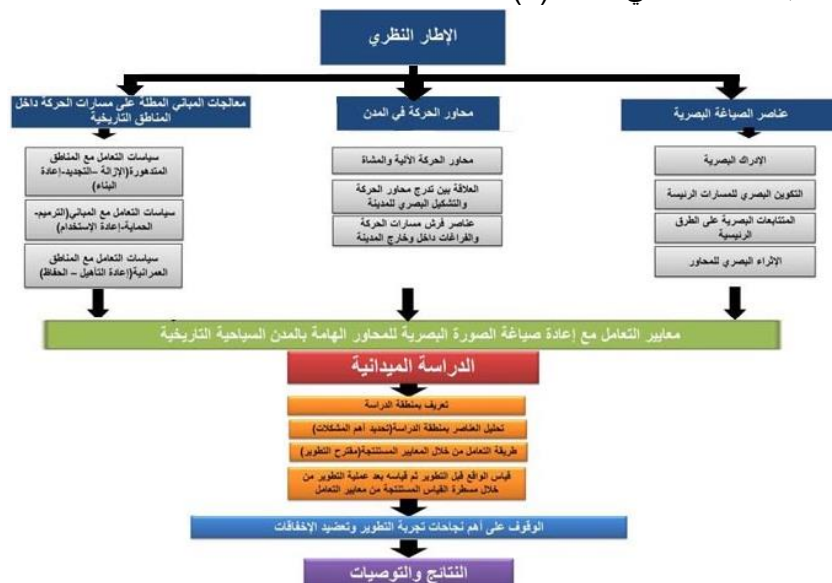 الإطار النظري
عناصر الصياغة البصرية
الإدراك البصرية
التكوين البصري للمسارات الرئيسة
المتتابعات البصرية على الطرق
الرئيسية
الإثراء البصري للمحاور
محاور الحركة في المدن
محاور الحركة الآلية والمشاة
العلاقة بين تدرج محاور الحركة
والتشكيل البصري للمدينة
عناصر فرش مسارات الحركة
والفراغات داخل وخارج المدينة
معالجات المباني المطلة على مسارات الحركة داخل
المناطق التاريخية
سياسات التعامل مع المناطق
المتدهورة(الإزالة –التجديد-إعادة
البناء)
سياسات التعامل مع المباني(الترميم-
الحماية-إعادة الإستخدام)
سياسات التعامل مع المناطق
العمرانية(إعادة التأهيل – الحفاظ)
معايير التعامل مع إعادة صياغة الصورة البصرية للمحاور الهامة بالمدن السياحية التاريخية
الدراسة الميدانية
تعريف بمنطقة الدراسة
تحليل العناصر بمنطقة الدراسة(تحديد أهم المشكلات)
طريقة التعامل من خلال المعايير المستنتجة(مقترح التطوير)
قياس الواقع قبل التطوير ثم قياسه بعد عملية التطوير من
خلال مسطرة القياس المستنتجة من معايير التعامل
الوقوف على أهم نجاحات تجربة التطوير وتعضيد الإخفاقات
النتائج والتوصيات